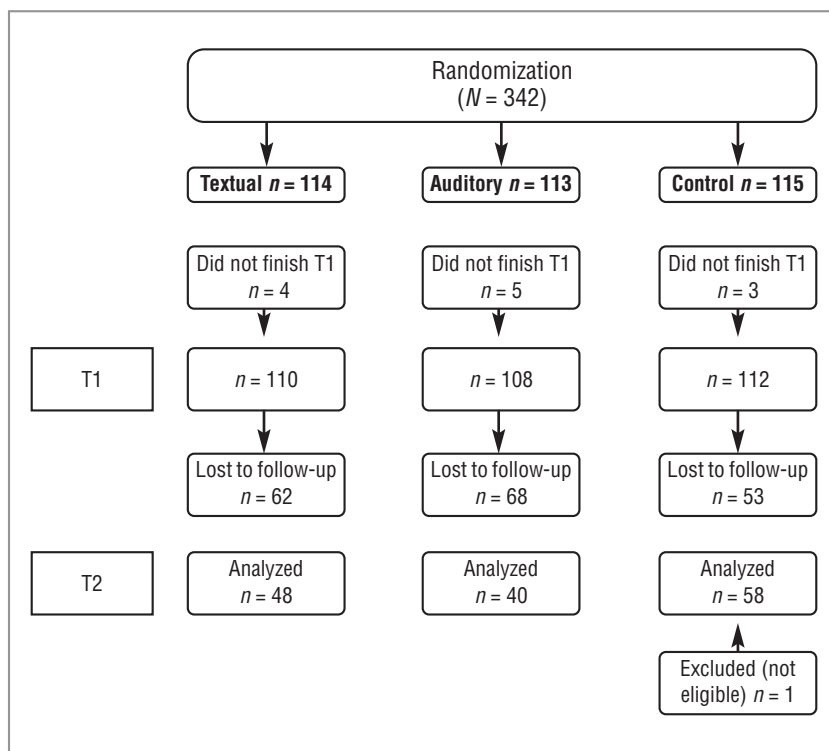 Randomization
(N = 342)
Textual n = 114
Auditory n = 113
Control n = 115
Did not finish T1
n = 4
Did not finish T1
n = 5
Did not finish T1
n = 3
T1
n = 110
n = 108
n = 112
Lost to follow-up
n = 62
Lost to follow-up
n = 68
Lost to follow-up
n = 53
T2
Analyzed
n = 48
Analyzed
n = 40
Analyzed
n = 58
Excluded (not
eligible) n = 1